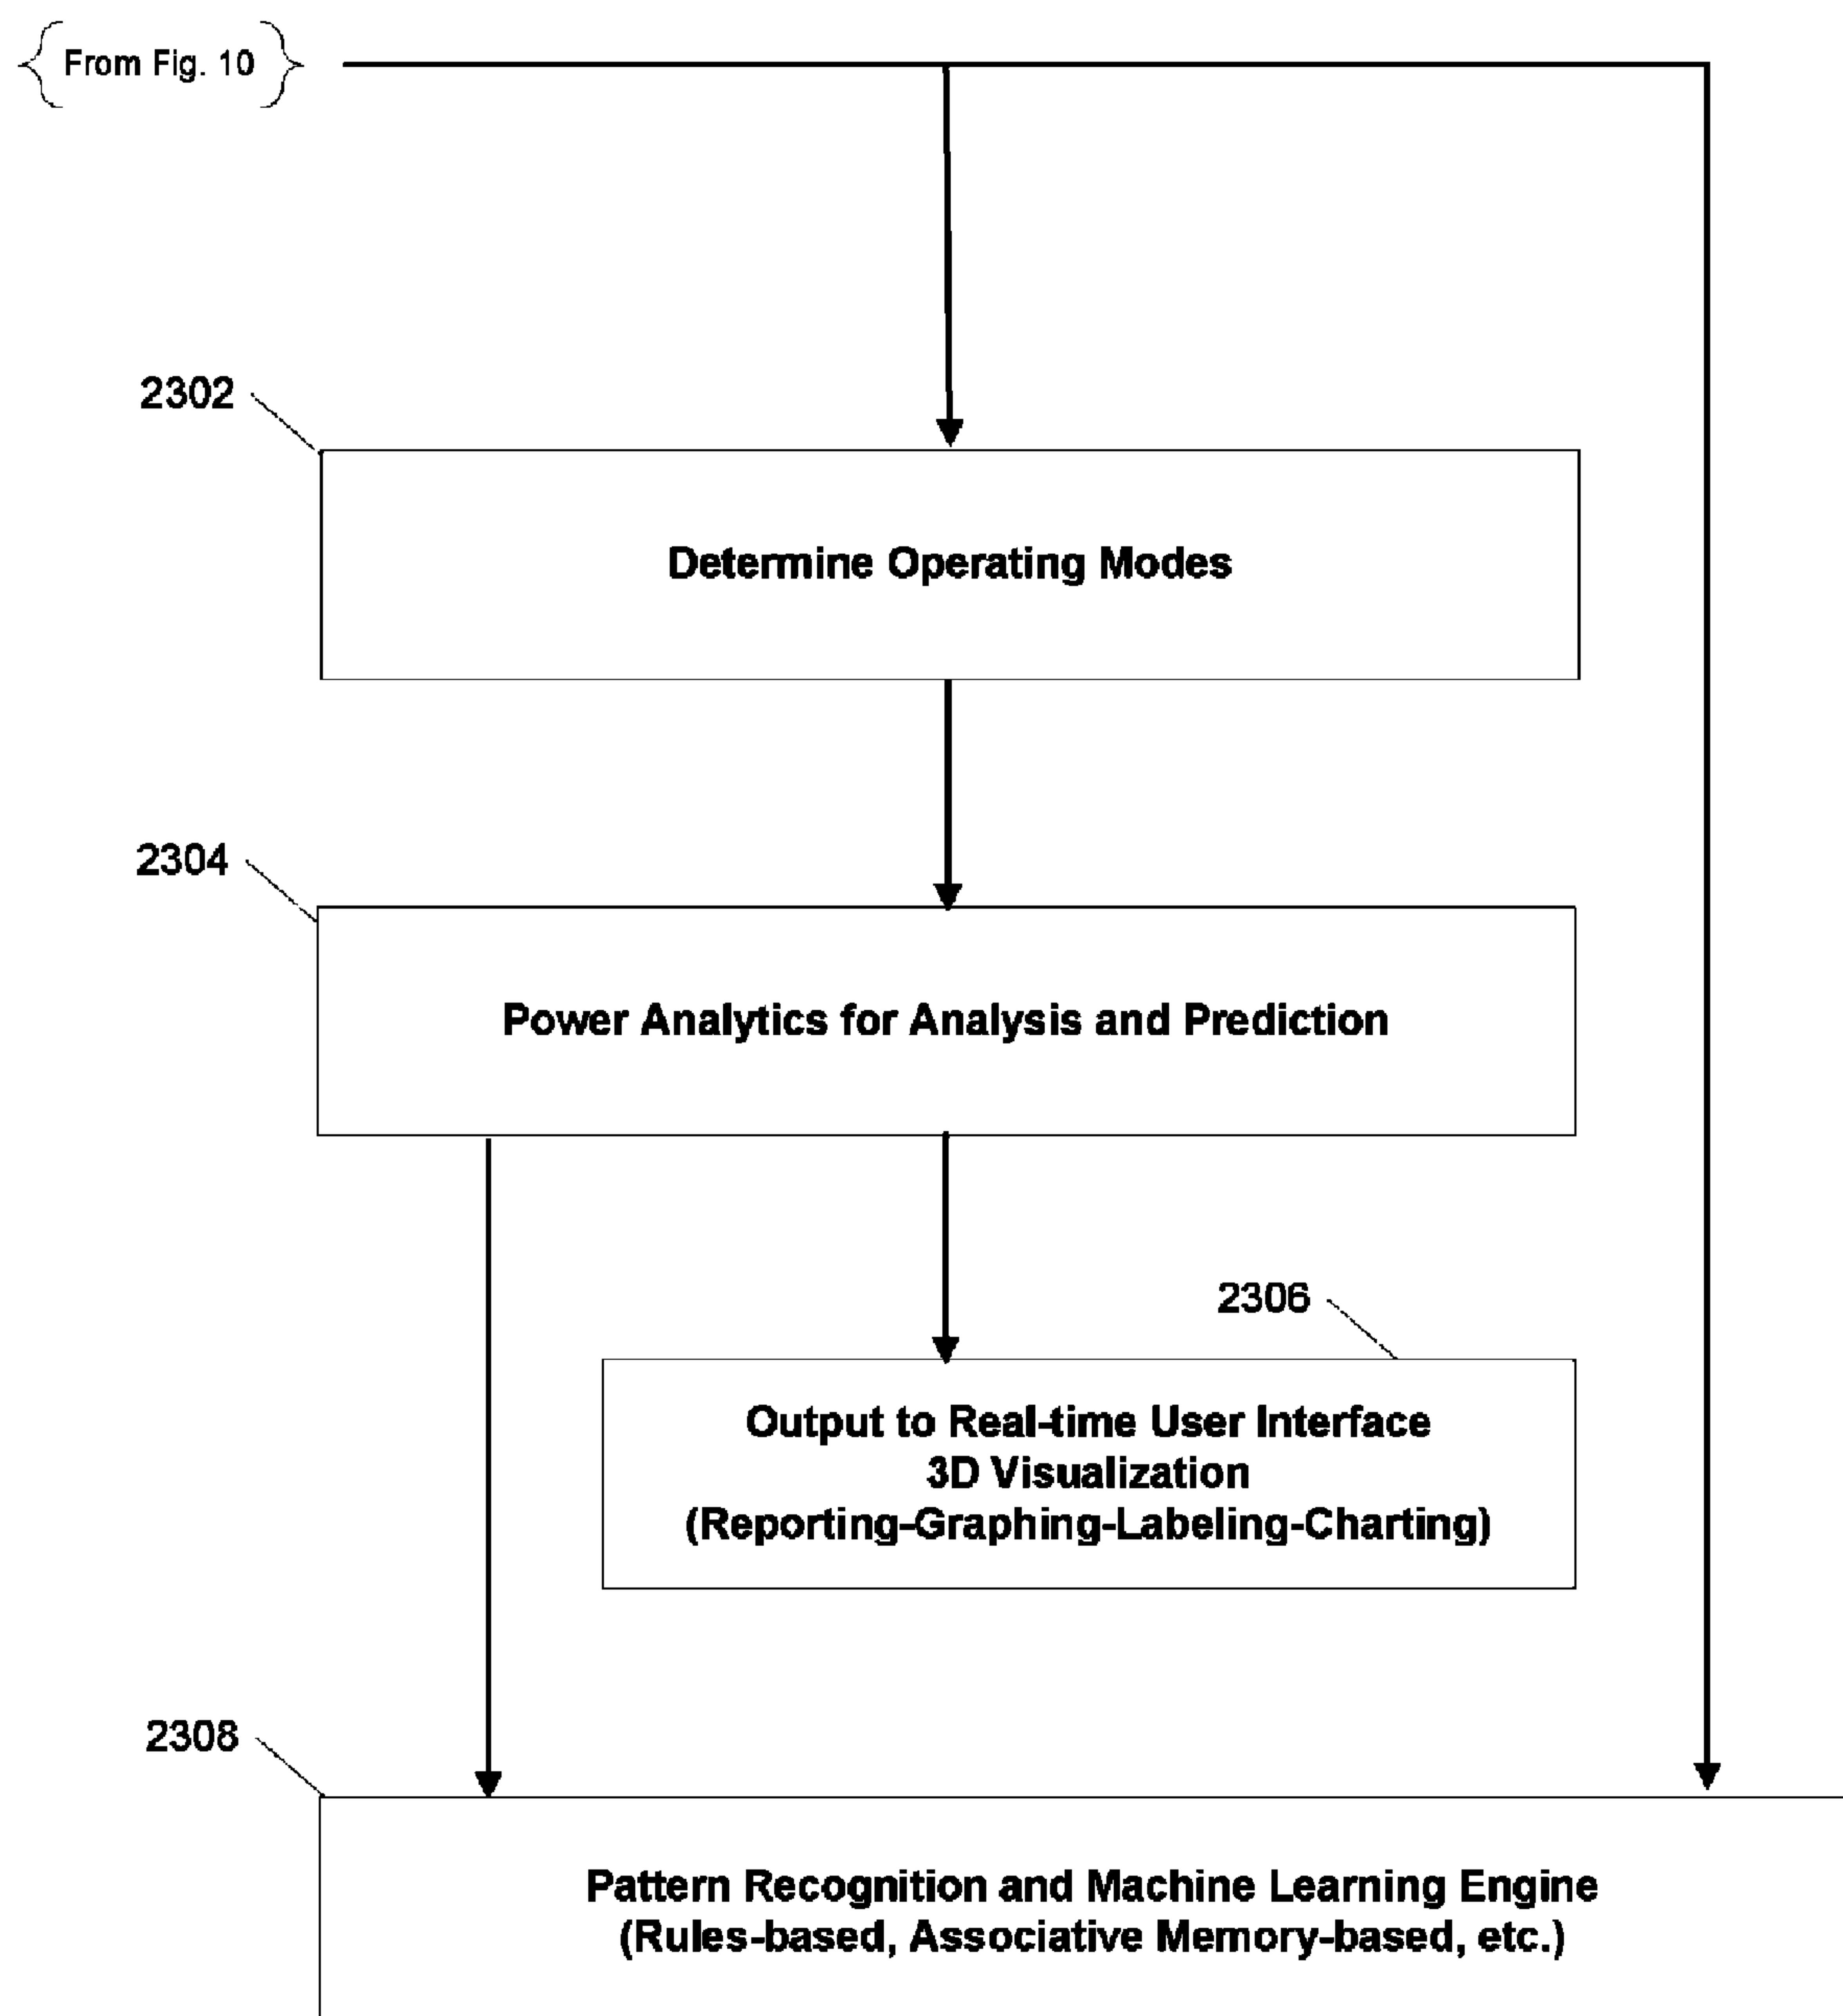 From Fig. 10
2302
Determine Operating Modes
2304
Power Analytics for Analysis and Prediction
2306
Output to Real-time User Interface
3D Visualization
(Reporting-Graphing-Labeling-Charting)
2308
Pattern Recognition and Machine Learning Engine
(Rules-based, Associative Memory-based, etc.)